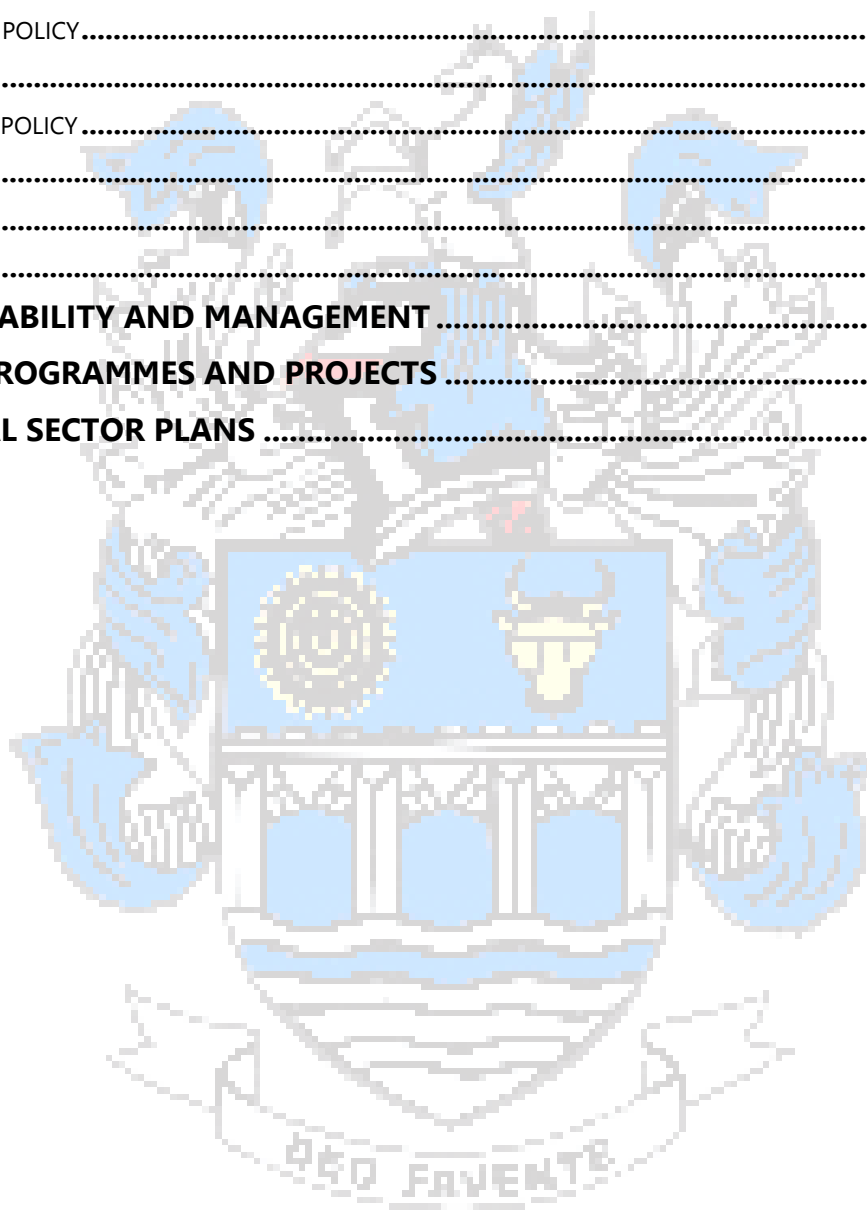 POLICY................................................................................
................................................................................
POLICY................................................................................
................................................................................
................................................................................
................................................................................
ABILITY AND MANAGEMENT................................................................................
ROGRAMMES AND PROJECTS................................................................................
L SECTOR PLANS................................................................................
DEO FAVENTE